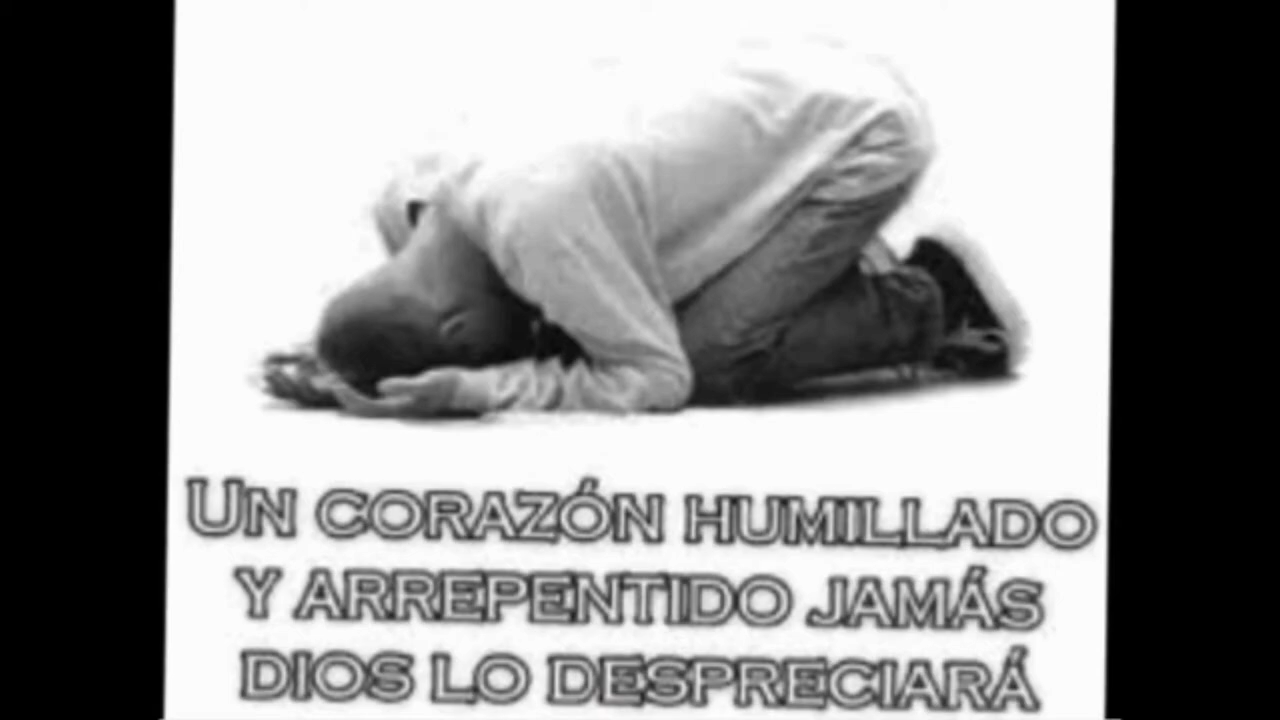 UN CORAZÓN HUMILLADO
Y ARREPENTIDO JAMÁS
DIOS LO DESPRECIARÁ